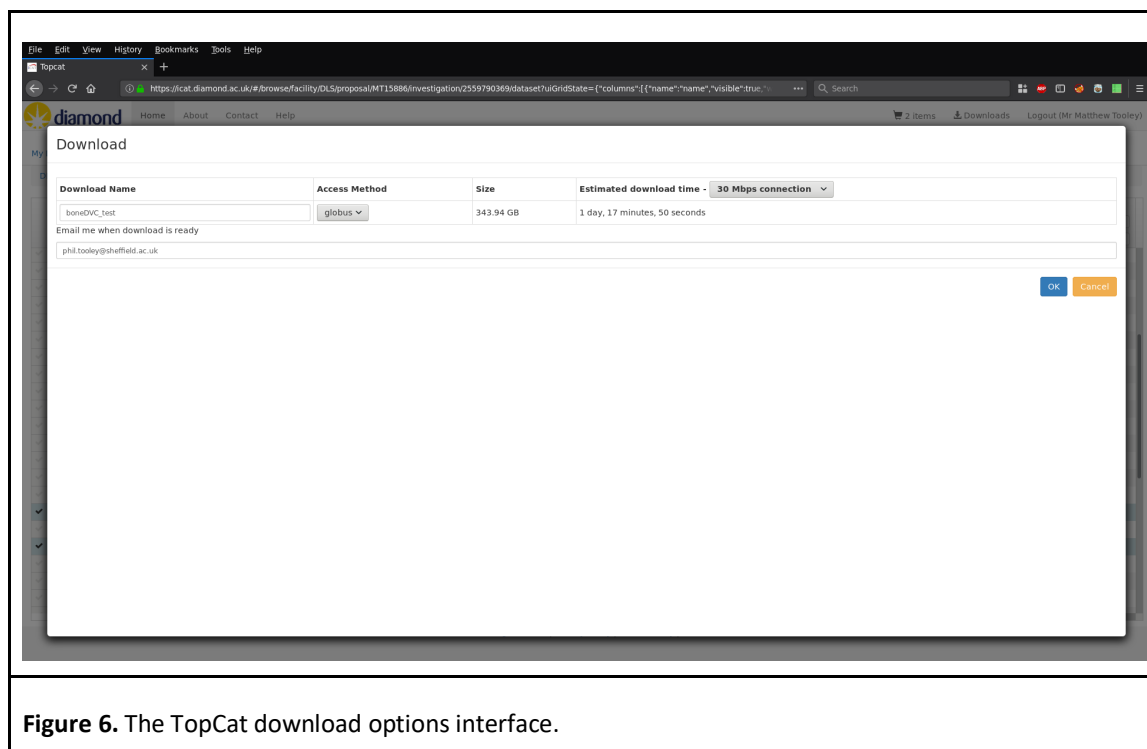 File Edit View History Bookmarks Tools Help
Topcat × +
https://icat.diamond.ac.uk/#/browse/facility/DLS/proposal/MT15886/investigation/2559790369/dataset?uiGridState={"columns":[{"name":"name","visible":true, ··· Search
diamond Home About Contact Help 2 items Downloads Logout (Mr Matthew Tooley)
My
Download
Download Name Access Method Size Estimated download time - 30 Mbps connection
boneDVC_test globus 343.94 GB 1 day, 17 minutes, 50 seconds
Email me when download is ready
phil.tooley@sheffield.ac.uk
OK Cancel
Figure 6. The TopCat download options interface.